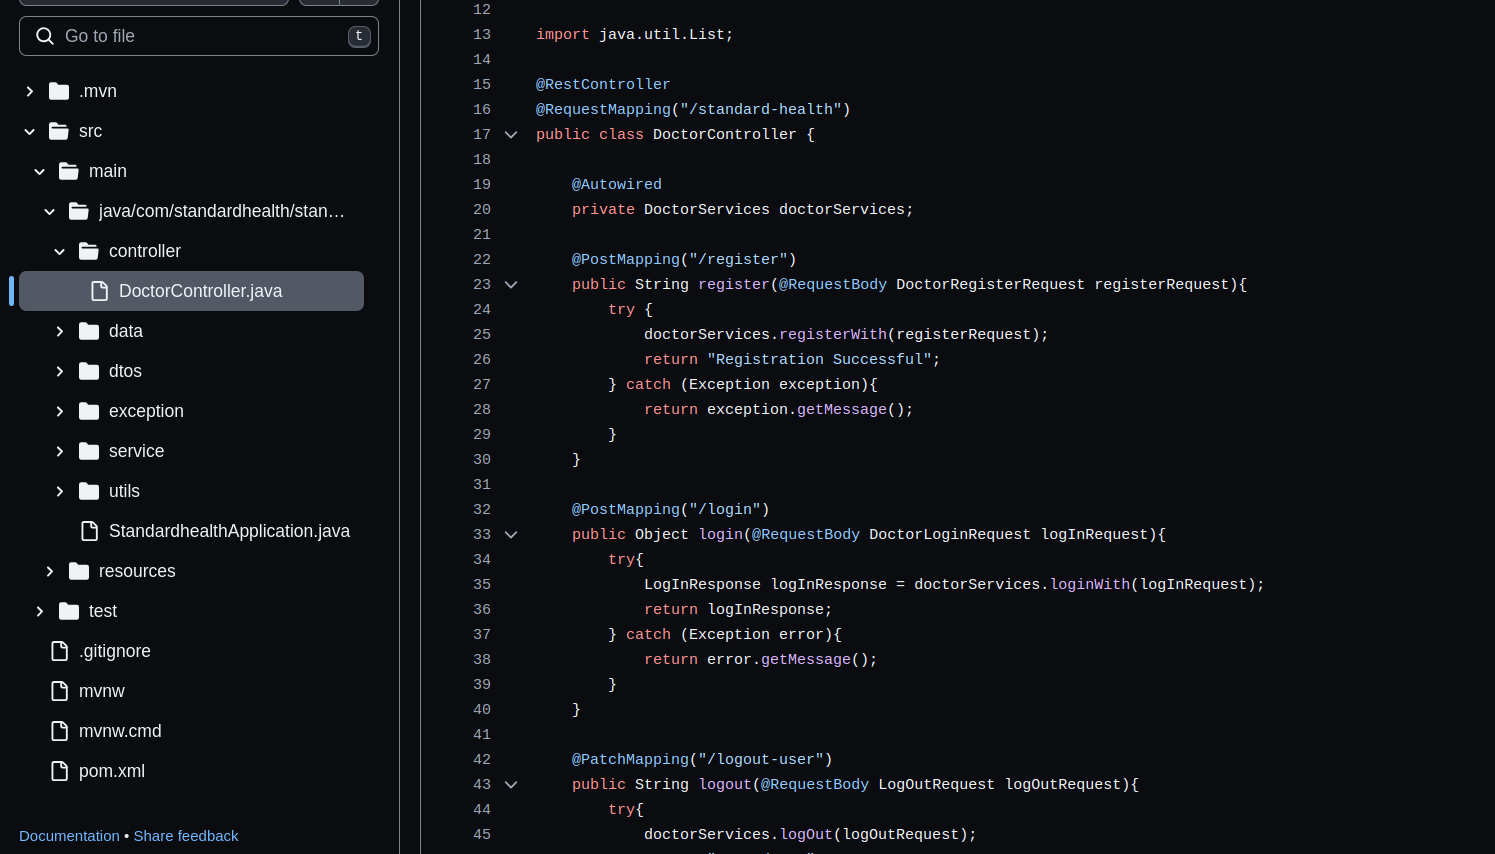 Go to file
t
.mvn
src
main
java/com/standardhealth/stan…
controller
DoctorController.java
data
dtos
exception
service
utils
StandardhealthApplication.java
resources
test
.gitignore
mvnw
mvnw.cmd
pom.xml
Documentation • Share feedback
12
13 import java.util.List;
14
15 @RestController
16 @RequestMapping("/standard-health")
17 public class DoctorController {
18
19     @Autowired
20     private DoctorServices doctorServices;
21
22     @PostMapping("/register")
23     public String register(@RequestBody DoctorRegisterRequest registerRequest){
24         try {
25             doctorServices.registerWith(registerRequest);
26             return "Registration Successful";
27         } catch (Exception exception){
28             return exception.getMessage();
29         }
30     }
31
32     @PostMapping("/login")
33     public Object login(@RequestBody DoctorLoginRequest logInRequest){
34         try{
35             LogInResponse logInResponse = doctorServices.loginWith(logInRequest);
36             return logInResponse;
37         } catch (Exception error){
38             return error.getMessage();
39         }
40     }
41
42     @PatchMapping("/logout-user")
43     public String logout(@RequestBody LogOutRequest logOutRequest){
44         try{
45             doctorServices.logOut(logOutRequest);